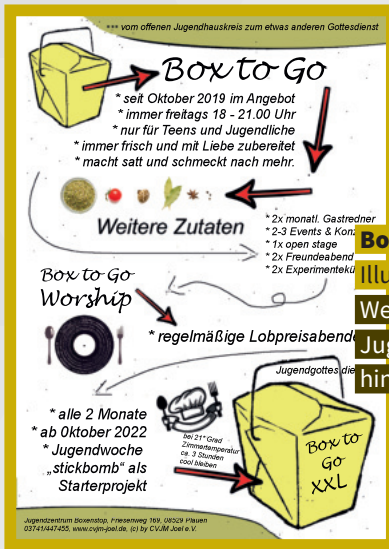 *** vom offenen Jugendhauskreis zum etwas anderen Gottesdienst
Box to Go
* seit Oktober 2019 im Angebot
* immer freitags 18 - 21.00 Uhr
* nur für Teens und Jugendliche
* immer frisch und mit Liebe zubereitet
* macht satt und schmeckt nach mehr.
Weitere Zutaten
* 2x monatl. Gastredner
* 2-3 Events & Konz
* 1x open stage
* 2x Freundeabend
* 2x Experimentekü
Bo
Illu
We
Jug
hin
Box to Go
Worship
* regelmäßige Lobpreisabende
Jugendgottes die
* alle 2 Monate
* ab Oktober 2022
* Jugendwoche
„stickbomb“ als
Starterprojekt
bei 21° Grad
Zimmertemperatur
ca. 3 Stunden
cool bleiben
Box to
Go
XXL
Jugendzentrum Boxenstop, Friesenweg 169, 08529 Plauen
03741/447455, www.cvjm-joel.de, (c) by CVJM Joel e.V.